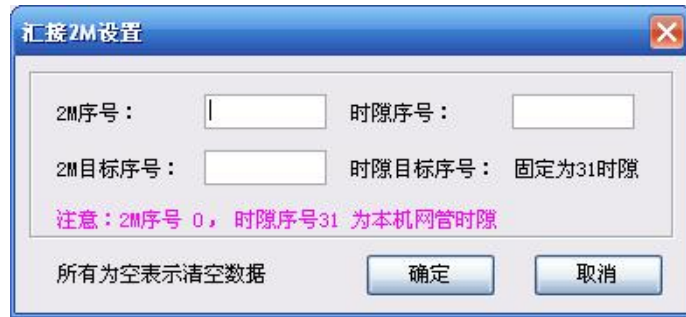 汇接2M设置
2M序号： 时隙序号：
2M目标序号： 时隙目标序号： 固定为31时隙
注意：2M序号 0， 时隙序号31 为本机网管时隙
所有为空表示清空数据 确定 取消